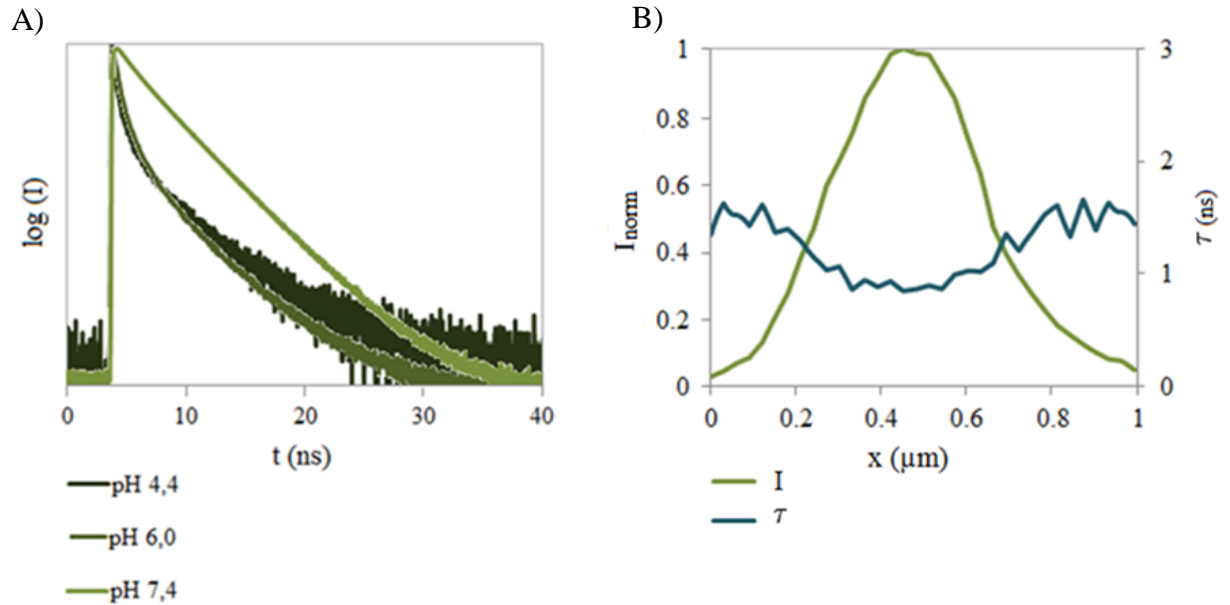 A)
log (I)
0 10 20 30 40
t (ns)
pH 4,4
pH 6,0
pH 7,4
B)
1
0.8
0.6
0.4
0.2
0
I_norm
3
2
1
0
τ (ns)
0 0.2 0.4 0.6 0.8 1
x (µm)
I
τ